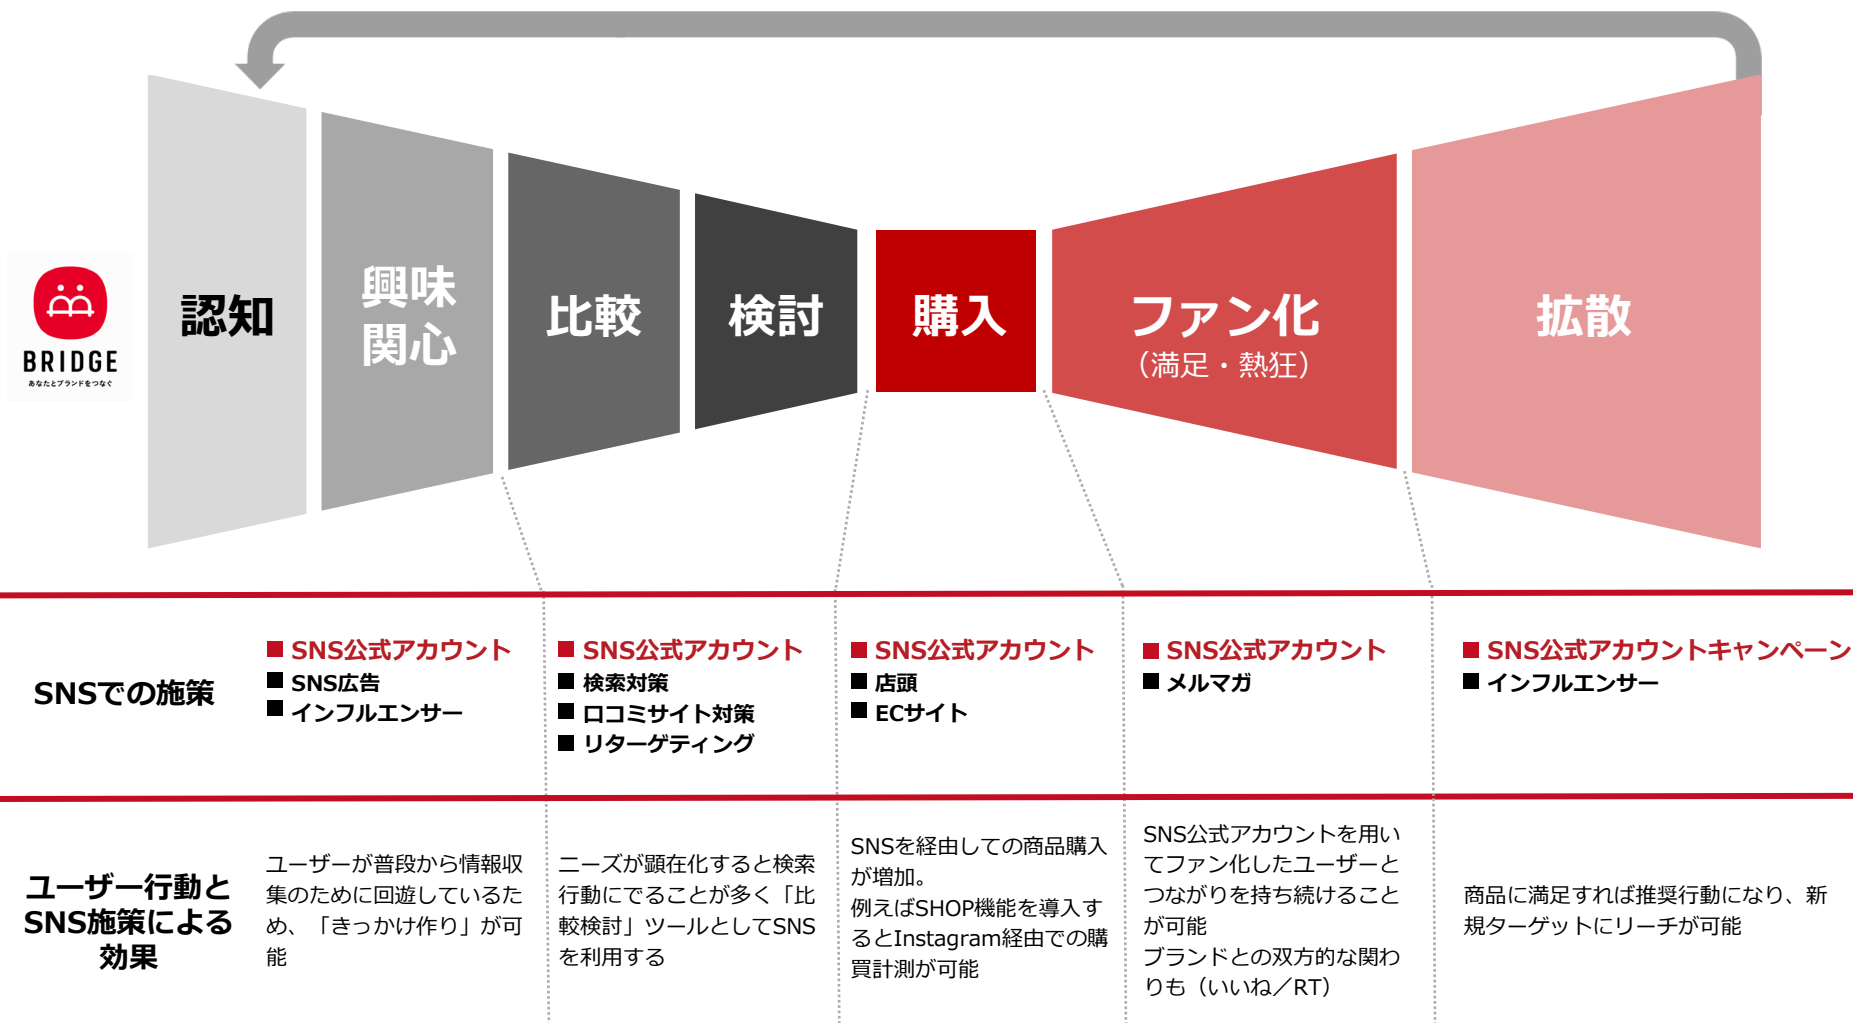 BRIDGE
あなたとブランドをつなぐ
認知
興味
関心
比較
検討
購入
ファン化
（満足・熱狂）
拡散
SNSでの施策
■ SNS公式アカウント
■ SNS広告
■ インフルエンサー
■ SNS公式アカウント
■ 検索対策
■ 口コミサイト対策
■ リターゲティング
■ SNS公式アカウント
■ 店頭
■ ECサイト
■ SNS公式アカウント
■ メルマガ
■ SNS公式アカウントキャンペーン
■ インフルエンサー
ユーザー行動と
SNS施策による
効果
ユーザーが普段から情報収
集のために回遊しているた
め、「きっかけ作り」が可
能
ニーズが顕在化すると検索
行動にでることが多く「比
較検討」ツールとしてSNS
を利用する
SNSを経由しての商品購入
が増加。
例えばSHOP機能を導入す
るとInstagram経由での購
買計測が可能
SNS公式アカウントを用い
てファン化したユーザーと
つながりを持ち続けること
が可能
ブランドとの双方的な関わ
りも（いいね／RT）
商品に満足すれば推奨行動になり、新
規ターゲットにリーチが可能